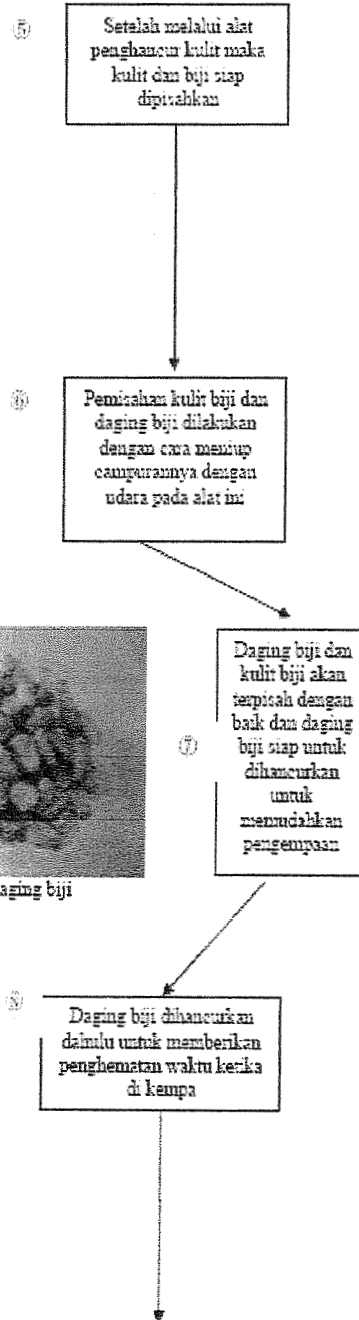 ⑤
Setelah melalui alat
penghancur kulit maka
kulit dan biji siap
dipisahkan
⑥
Pemisahan kulit biji dan
daging biji dilakukan
dengan cara meniup
campurannya dengan
udara pada alat ini
Daging biji dan
kulit biji akan
terpisah dengan
baik dan daging
⑦
biji siap untuk
dihancurkan
untuk
memudahkan
pengempaan
aging biji
⑧
Daging biji dihancurkan
dahulu untuk memberikan
penghematan waktu ketika
di kempa